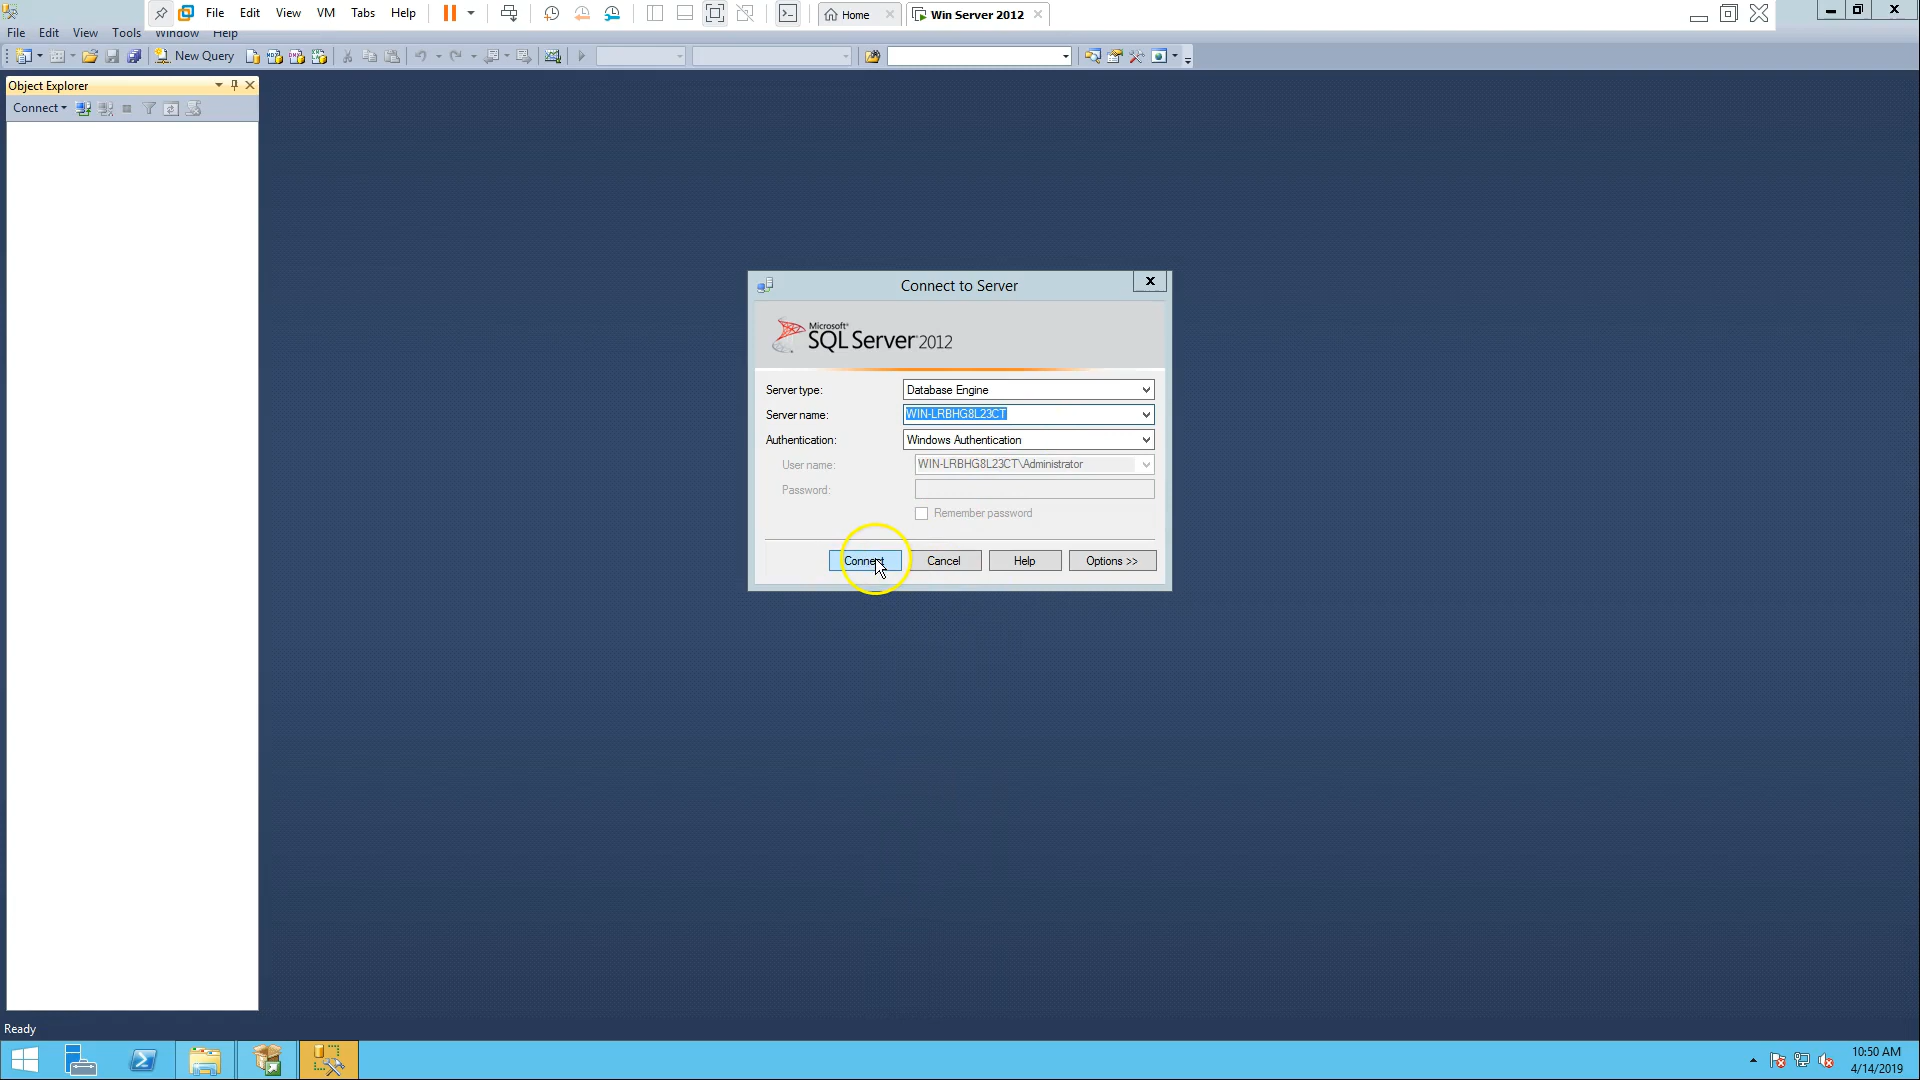 File Edit View VM Tabs Help Home Win Server 2012
File Edit View Tools Window Help
New Query
Object Explorer
Connect
Connect to Server
Microsoft®
SQL Server 2012
Server type: Database Engine
Server name: WIN-LRBHG8L23CT
Authentication: Windows Authentication
User name: WIN-LRBHG8L23CT\Administrator
Password:
Remember password
Connect Cancel Help Options >>
Ready
10:50 AM
4/14/2019